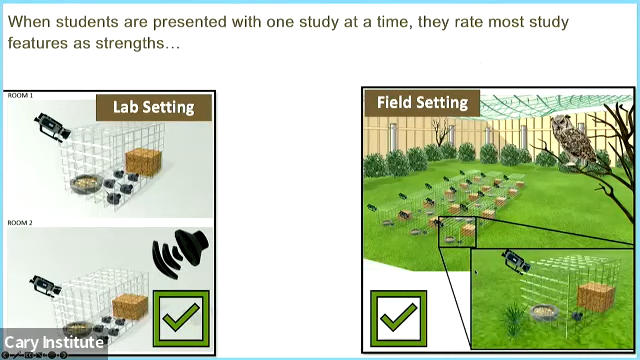 When students are presented with one study at a time, they rate most study
features as strengths…
ROOM 1
Lab Setting
ROOM 2
Field Setting
Cary Institute